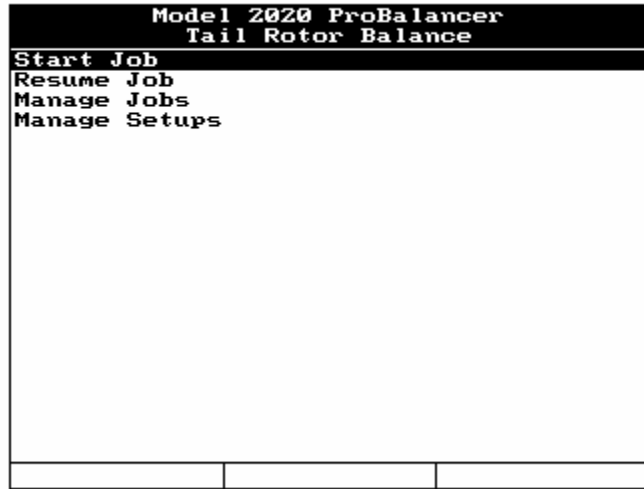 Model 2020 ProBalancer
Tail Rotor Balance
Start Job
Resume Job
Manage Jobs
Manage Setups